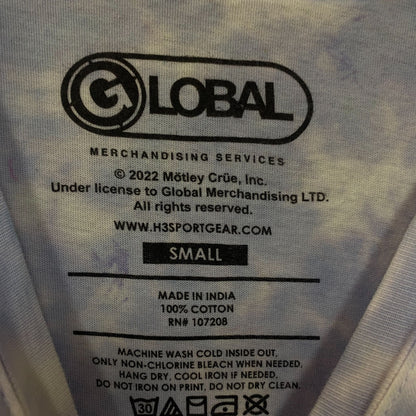 GLOBAL
MERCHANDISING SERVICES
© 2022 Mötley Crüe, Inc.
Under license to Global Merchandising LTD.
All rights reserved.
WWW.H3SPORTGEAR.COM
SMALL
MADE IN INDIA
100% COTTON
RN# 107208
MACHINE WASH COLD INSIDE OUT,
ONLY NON-CHLORINE BLEACH WHEN NEEDED.
HANG DRY, COOL IRON IF NEEDED.
DO NOT IRON ON PRINT, DO NOT DRY CLEAN.
30